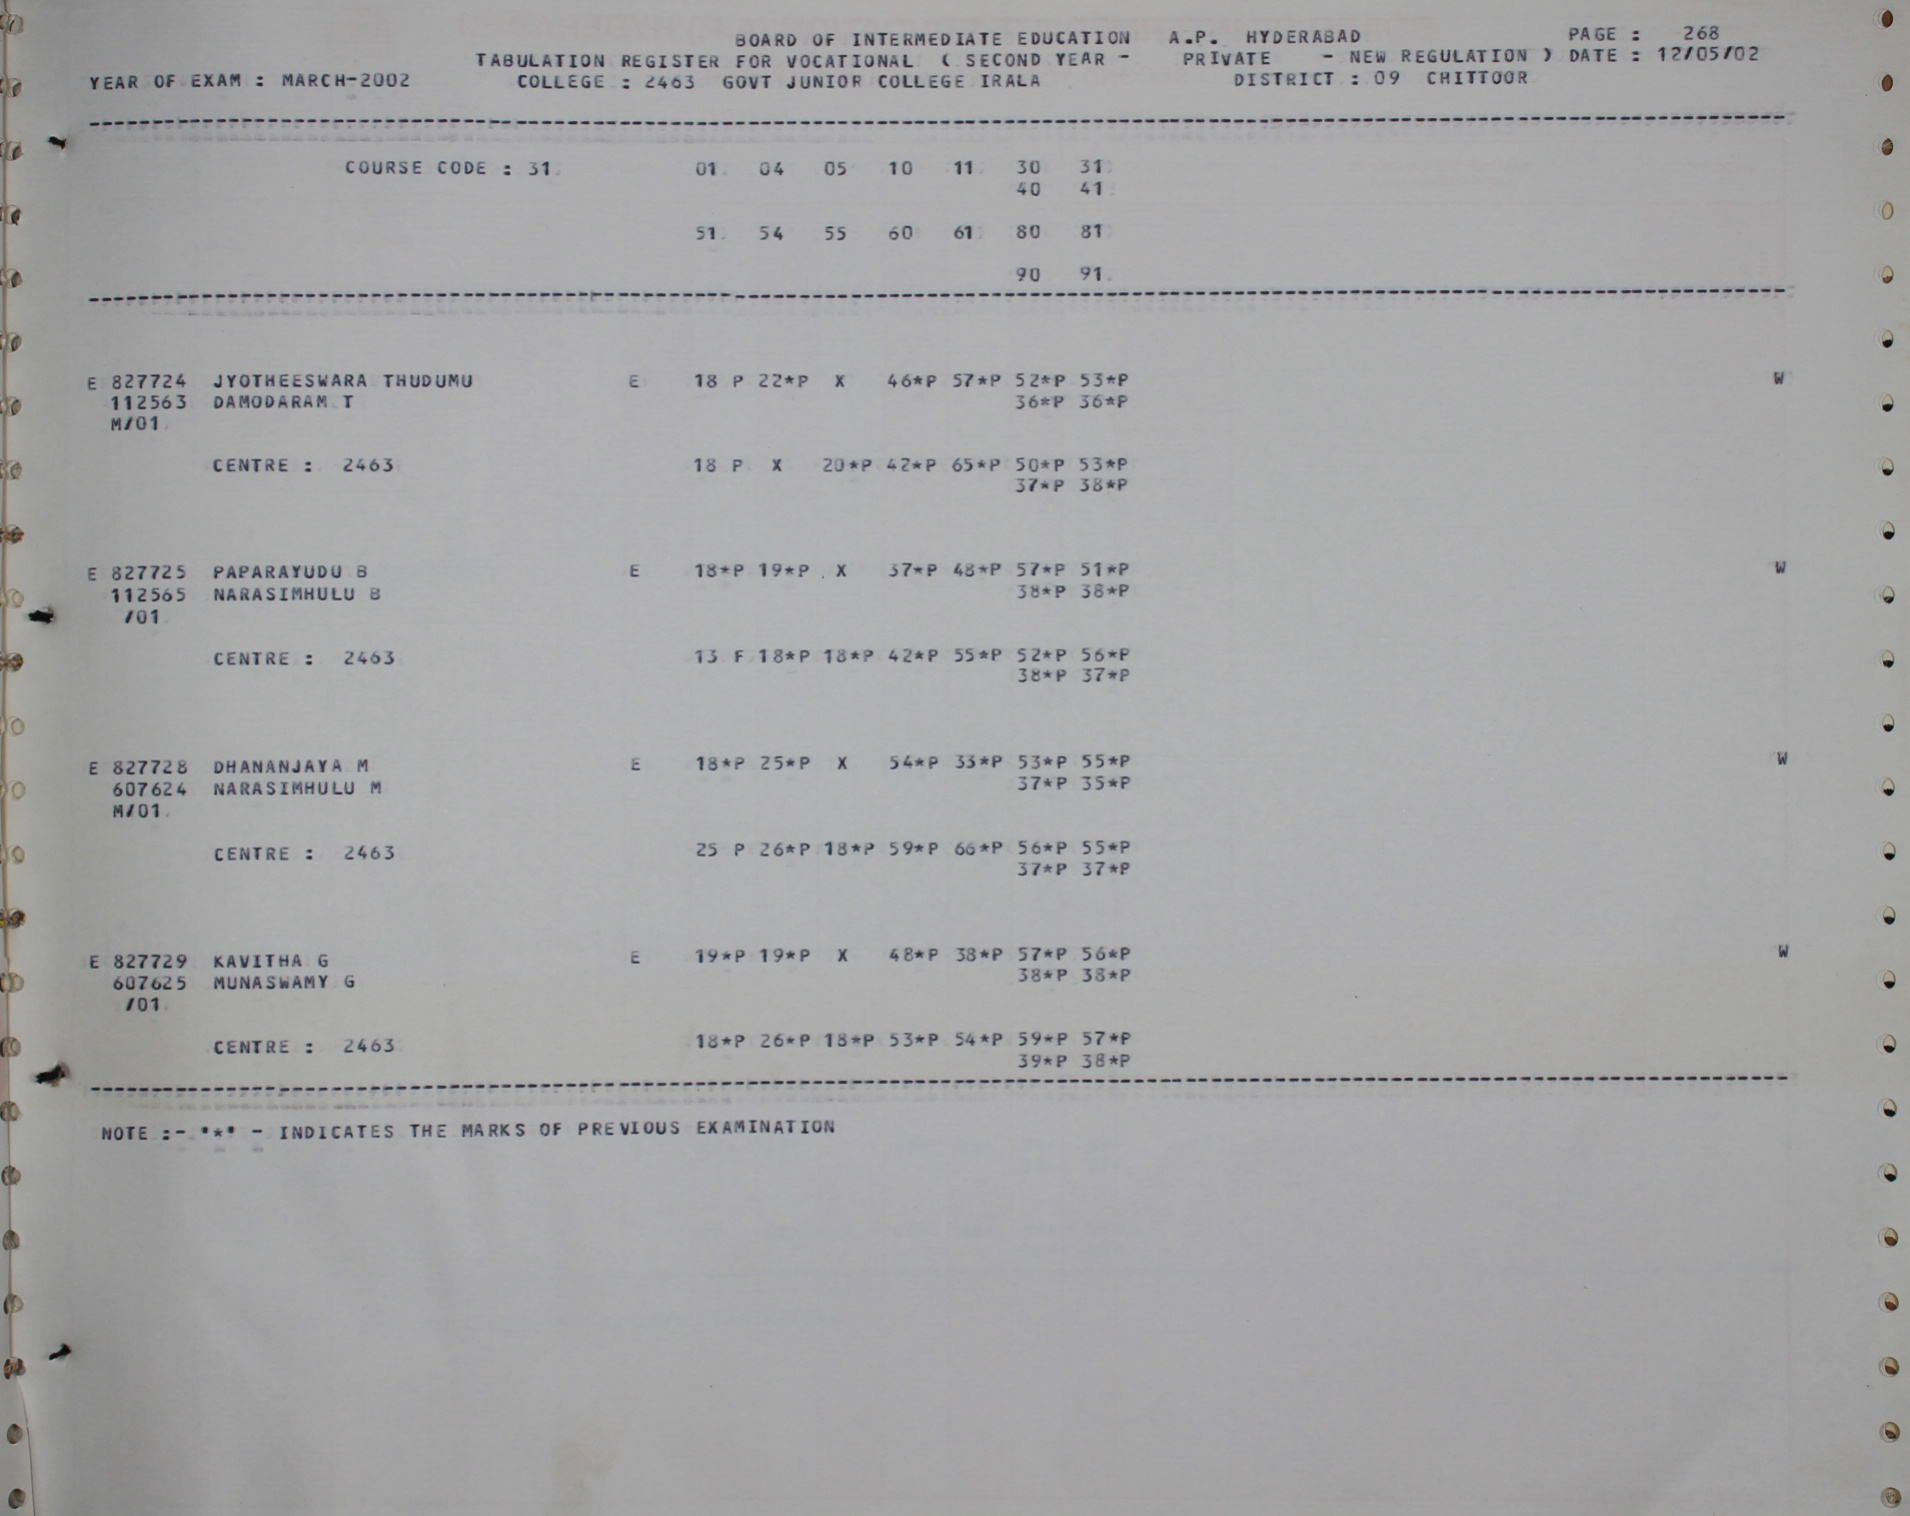 BOARD OF INTERMEDIATE EDUCATION A.P. HYDERABAD PAGE : 268
TABULATION REGISTER FOR VOCATIONAL ( SECOND YEAR - PRIVATE - NEW REGULATION ) DATE : 12/05/02
YEAR OF EXAM : MARCH-2002 COLLEGE : 2463 GOVT JUNIOR COLLEGE IRALA DISTRICT : 09 CHITTOOR
COURSE CODE : 31 01 04 05 10 11 30 31
40 41
51 54 55 60 61 80 81
90 91
E 827724 JYOTHEESWARA THUDUMU E 18 P 22*P X 46*P 57*P 52*P 53*P W
112563 DAMODARAM T 36*P 36*P
M/01
CENTRE : 2463 18 P X 20*P 42*P 65*P 50*P 53*P
37*P 38*P
E 827725 PAPARAYUDU B E 18*P 19*P X 37*P 48*P 57*P 51*P W
112565 NARASIMHULU B 38*P 38*P
/01
CENTRE : 2463 13 F 18*P 18*P 42*P 55*P 52*P 56*P
38*P 37*P
E 827728 DHANANJAYA M E 18*P 25*P X 54*P 33*P 53*P 55*P W
607624 NARASIMHULU M 37*P 35*P
M/01
CENTRE : 2463 25 P 26*P 18*P 59*P 66*P 56*P 55*P
37*P 37*P
E 827729 KAVITHA G E 19*P 19*P X 48*P 38*P 57*P 56*P W
607625 MUNASWAMY G 38*P 38*P
/01
CENTRE : 2463 18*P 26*P 18*P 53*P 54*P 59*P 57*P
39*P 38*P
NOTE :- "*" - INDICATES THE MARKS OF PREVIOUS EXAMINATION